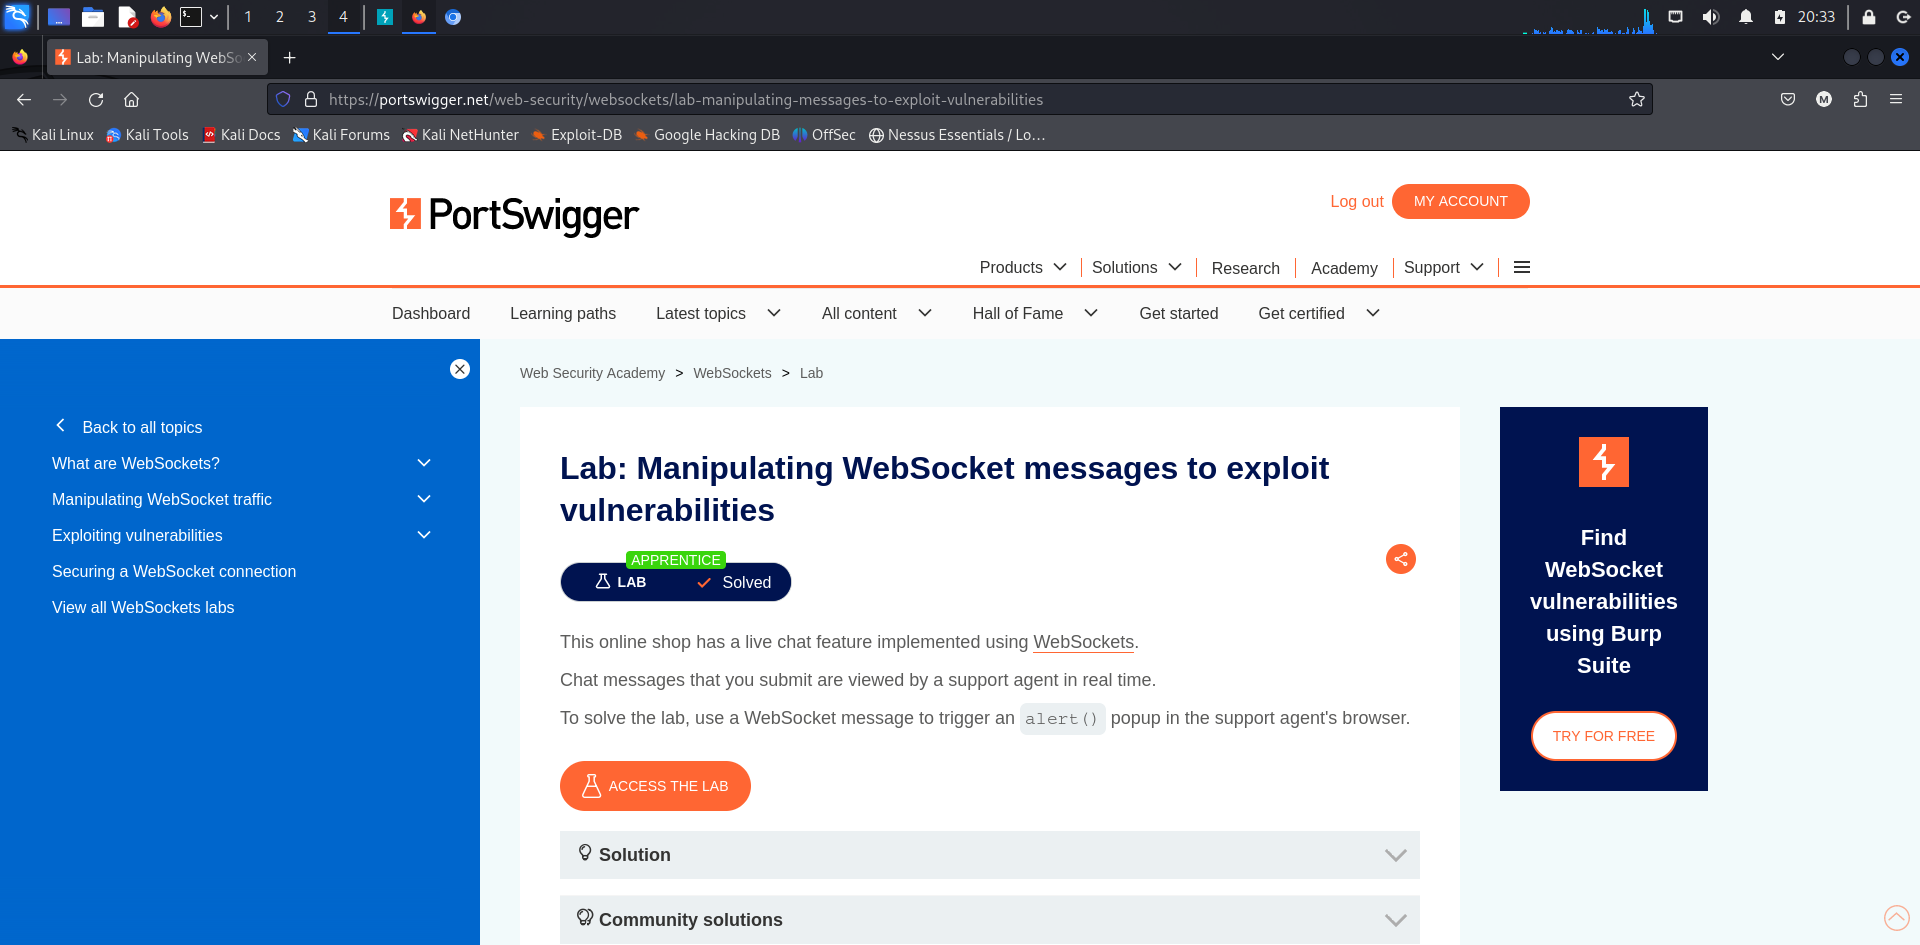 1 2 3 4 20:33
Lab: Manipulating WebSo
https://portswigger.net/web-security/websockets/lab-manipulating-messages-to-exploit-vulnerabilities
M
Kali Linux Kali Tools Kali Docs Kali Forums Kali NetHunter Exploit-DB Google Hacking DB OffSec Nessus Essentials / Lo…
PortSwigger
Log out MY ACCOUNT
Products Solutions Research Academy Support
Dashboard Learning paths Latest topics All content Hall of Fame Get started Get certified
Back to all topics
What are WebSockets?
Manipulating WebSocket traffic
Exploiting vulnerabilities
Securing a WebSocket connection
View all WebSockets labs
Web Security Academy > WebSockets > Lab
Lab: Manipulating WebSocket messages to exploit
vulnerabilities
APPRENTICE
LAB Solved
This online shop has a live chat feature implemented using WebSockets.
Chat messages that you submit are viewed by a support agent in real time.
To solve the lab, use a WebSocket message to trigger an alert() popup in the support agent's browser.
ACCESS THE LAB
Solution
Community solutions
Find
WebSocket
vulnerabilities
using Burp
Suite
TRY FOR FREE